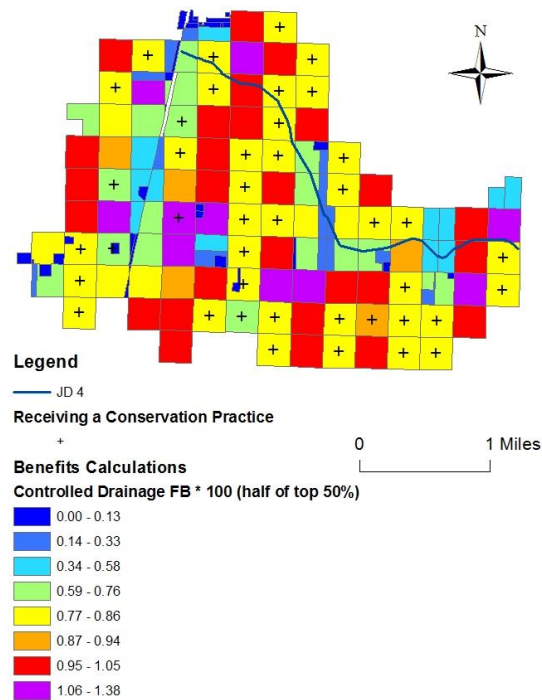 N
Legend
JD 4
Receiving a Conservation Practice
+
0 1 Miles
Benefits Calculations
Controlled Drainage FB * 100 (half of top 50%)
0.00 - 0.13
0.14 - 0.33
0.34 - 0.58
0.59 - 0.76
0.77 - 0.86
0.87 - 0.94
0.95 - 1.05
1.06 - 1.38